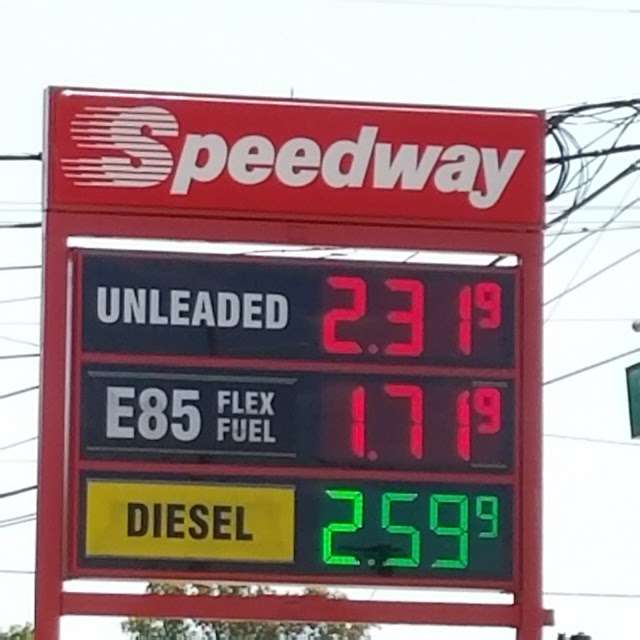 Speedway
UNLEADED 2.31 9
E85 FLEX FUEL 1.71 9
DIESEL 2.59 9